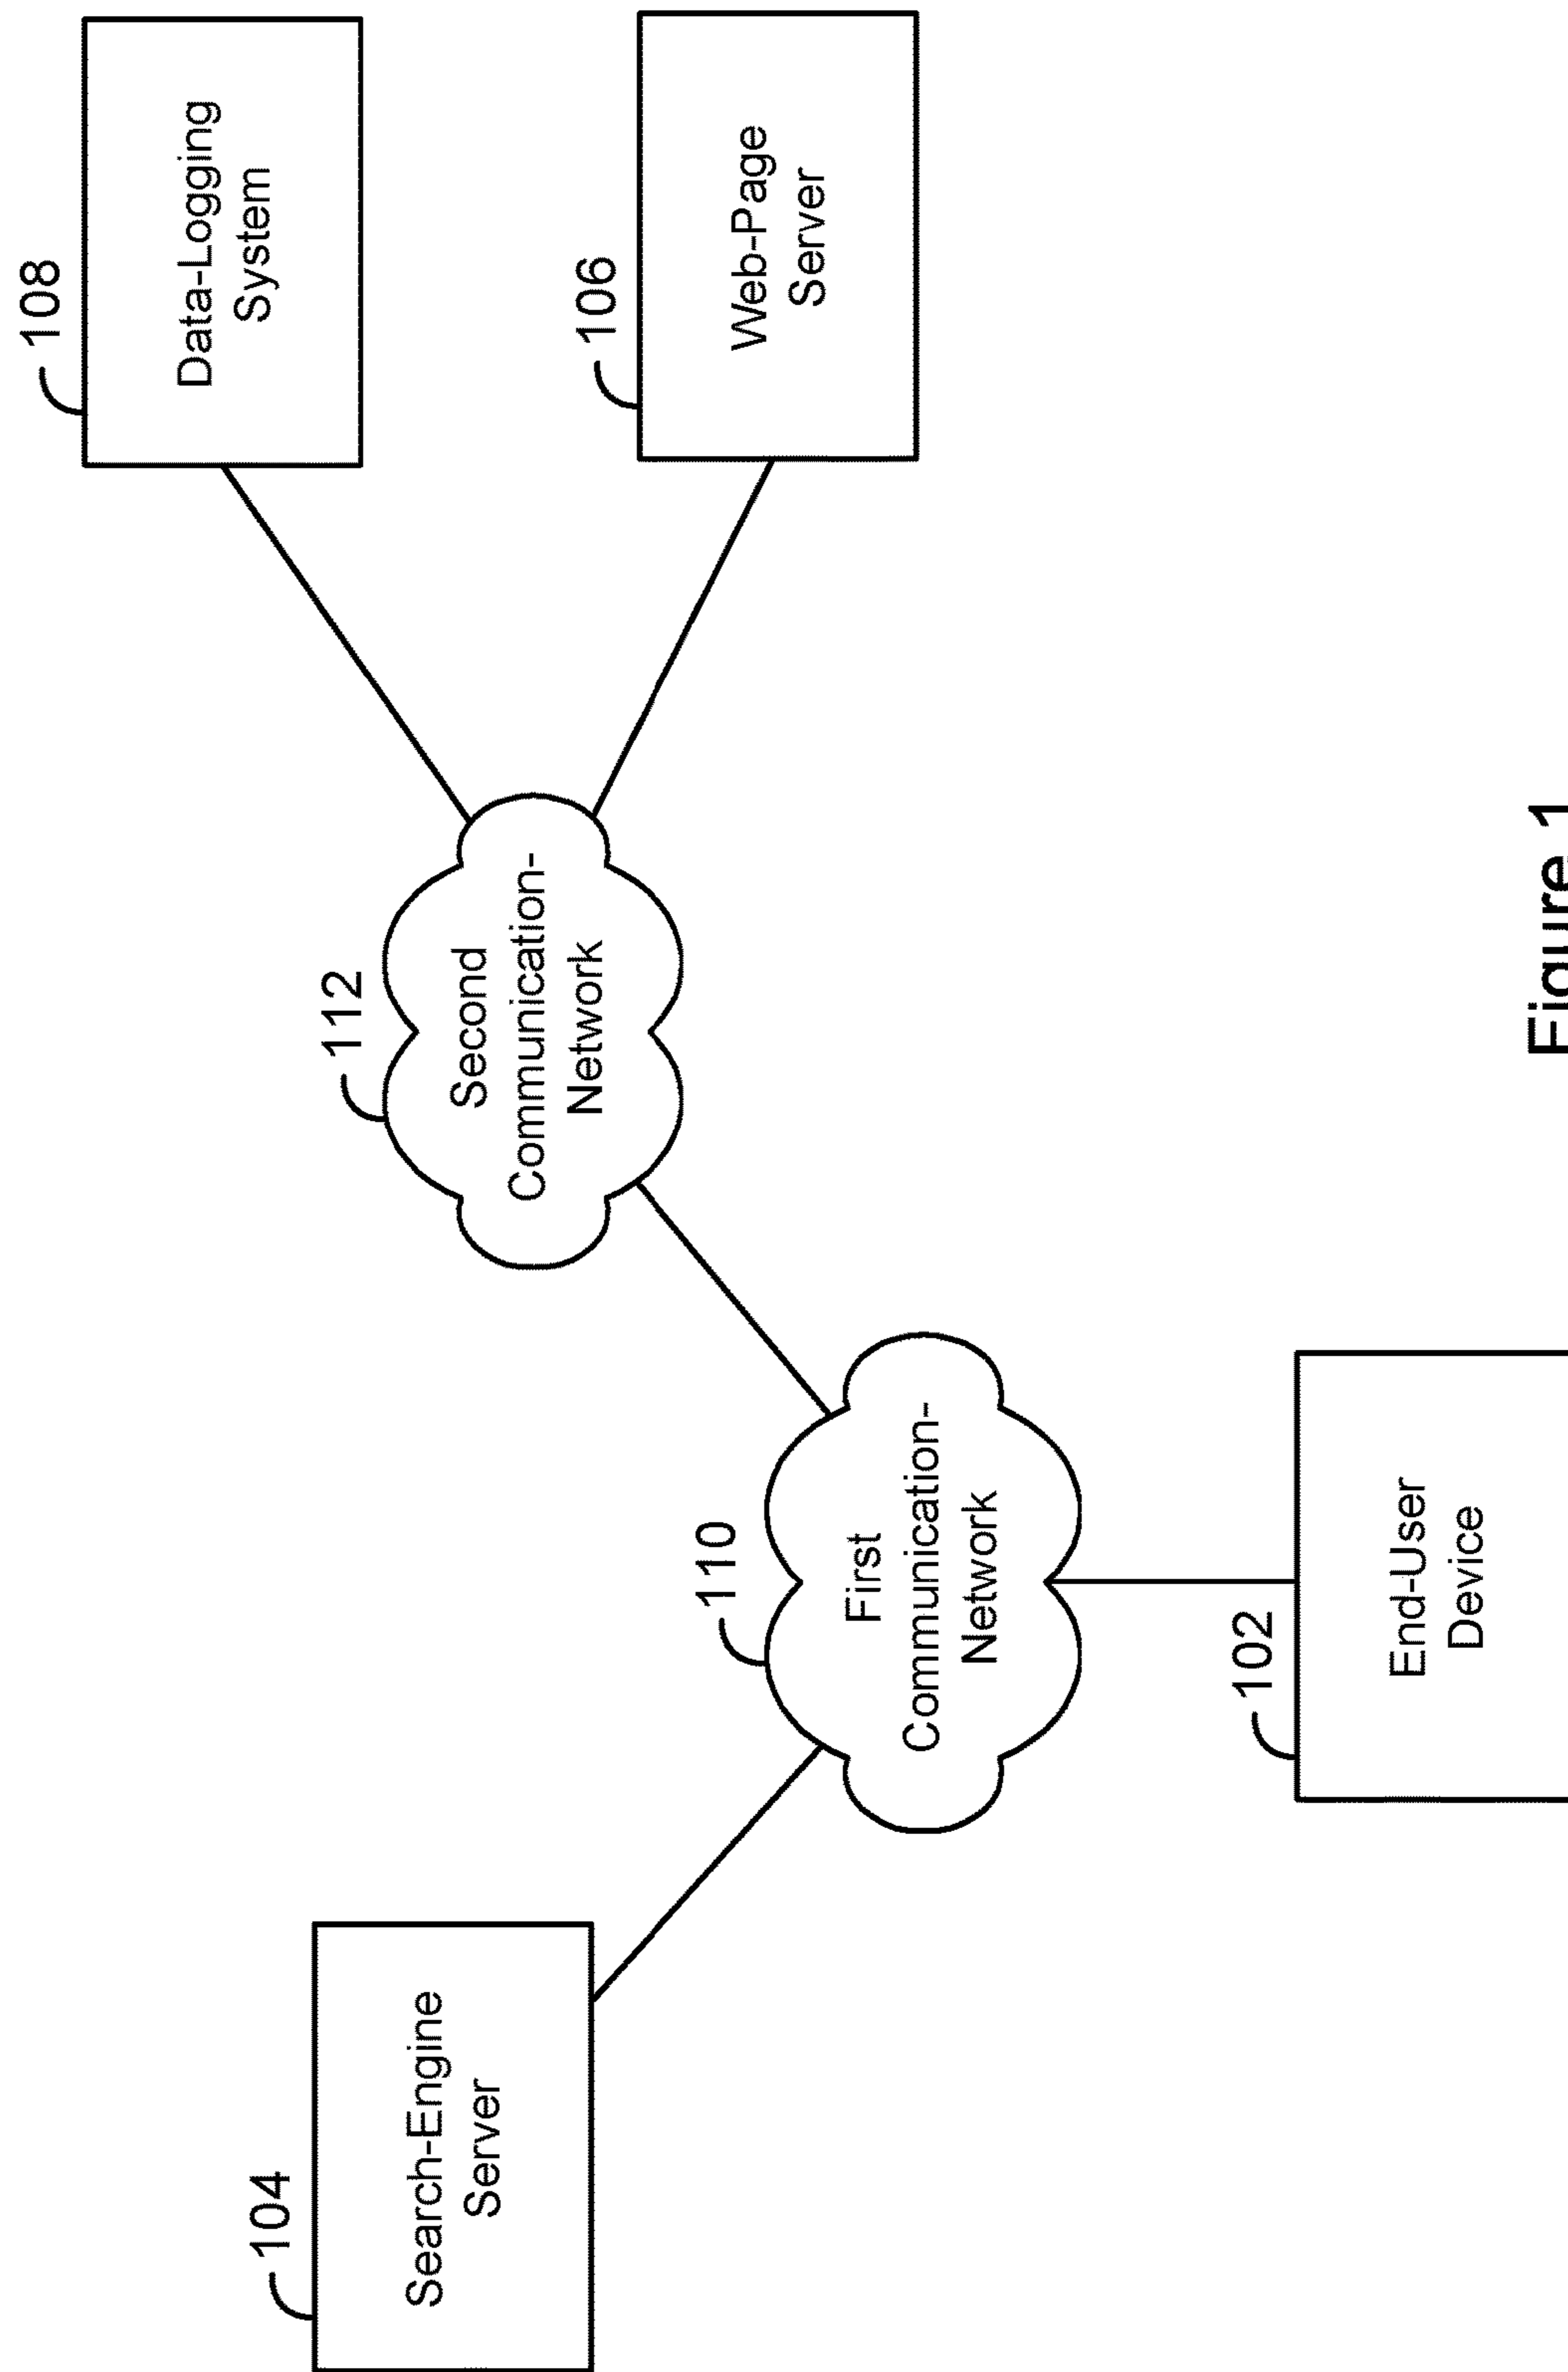 104
Search-Engine
Server
110
First
Communication-
Network
102
End-User
Device
112
Second
Communication-
Network
108
Data-Logging
System
106
Web-Page
Server
Figure 1